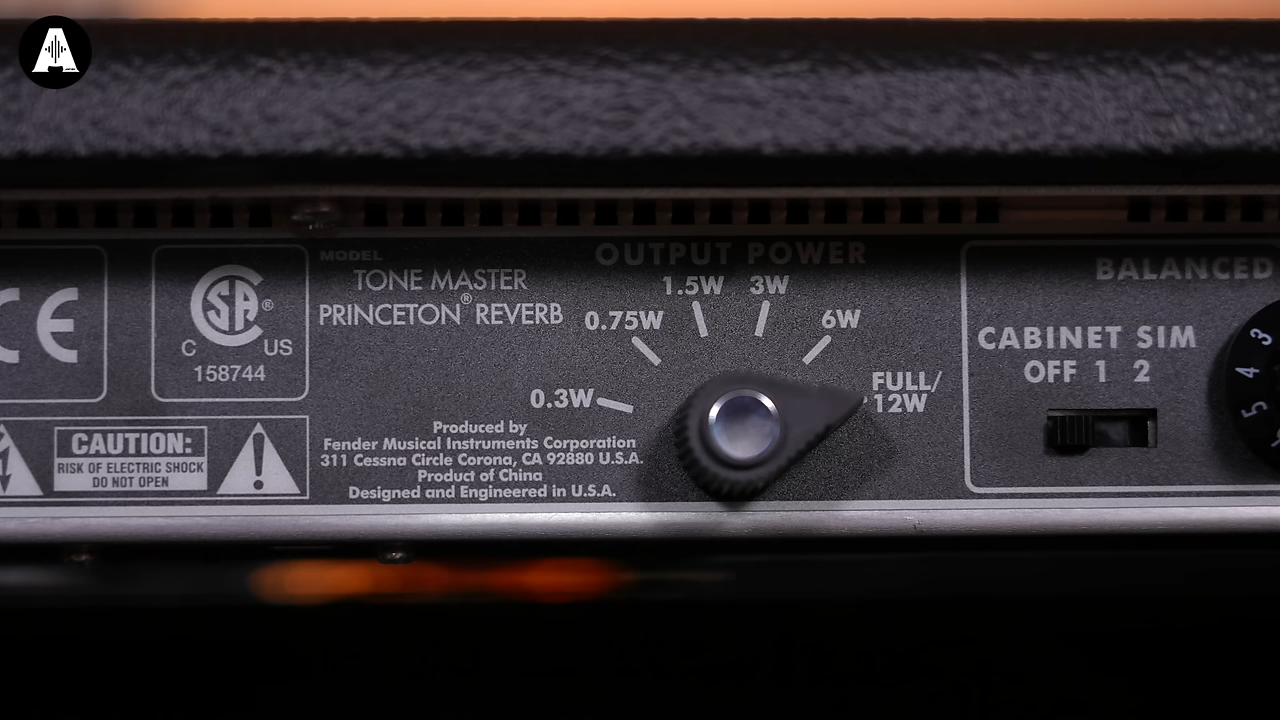 A
CE
C SA® US
158744
CAUTION:
RISK OF ELECTRIC SHOCK
DO NOT OPEN
!
MODEL
TONE MASTER
PRINCETON® REVERB
Produced by
Fender Musical Instruments Corporation
311 Cessna Circle Corona, CA 92880 U.S.A.
Product of China
Designed and Engineered in U.S.A.
OUTPUT POWER
0.3W
0.75W
1.5W
3W
6W
FULL/
12W
BALANCED
CABINET SIM
OFF 1 2
3
4
5